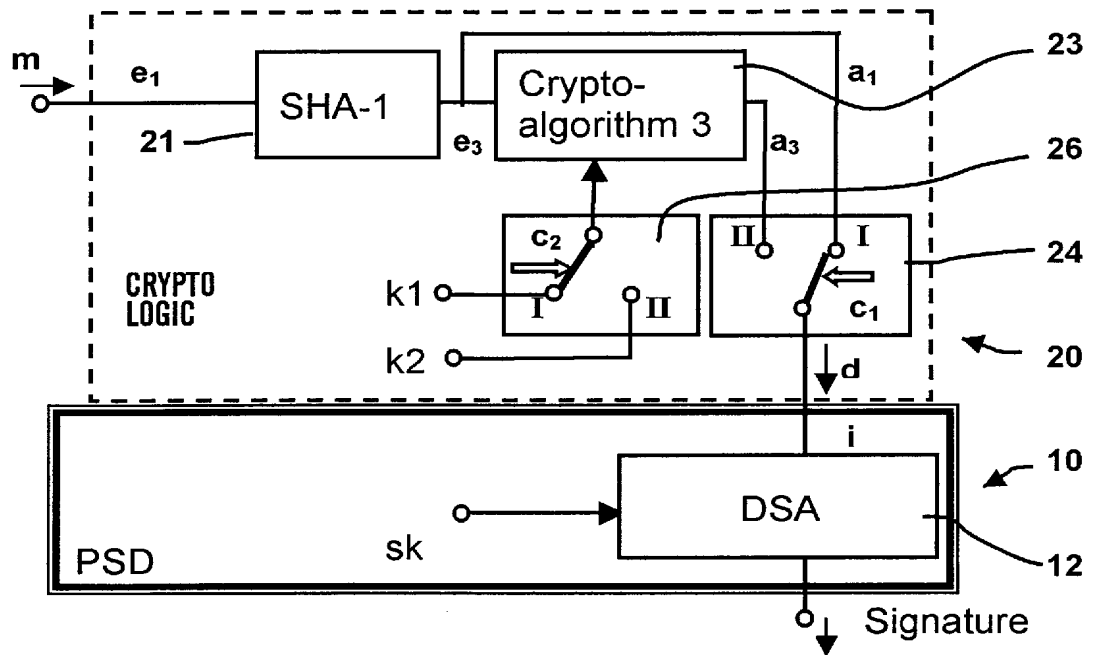 m
e₁
21
SHA-1
e₃
Crypto-
algorithm 3
a₃
a₁
23
26
c₂
I
II
k1
k2
II
I
c₁
24
CRYPTO
LOGIC
20
d
i
10
DSA
sk
PSD
12
Signature